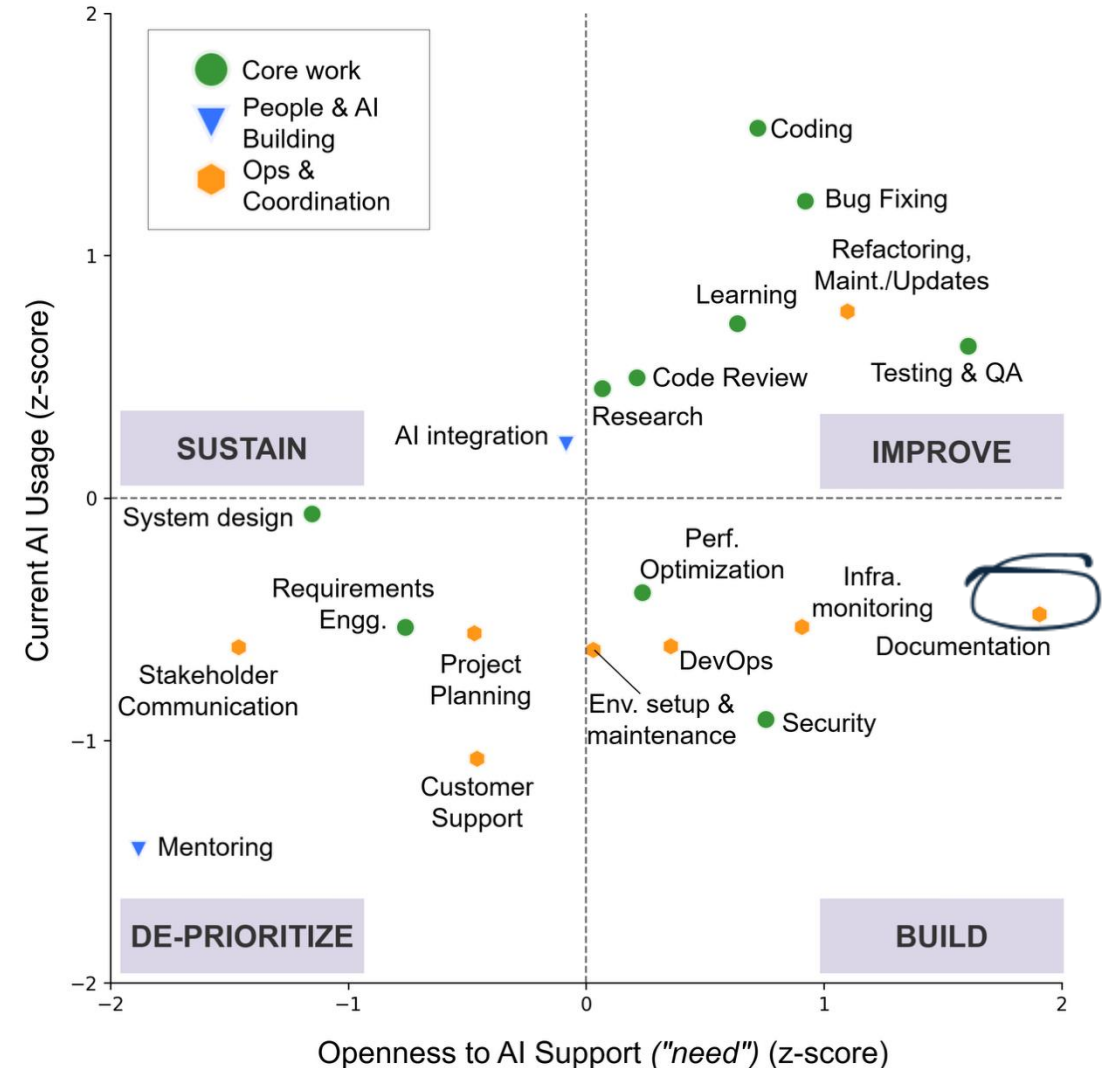 2
Core work
People & AI
Building
Ops &
Coordination
Coding
Bug Fixing
Refactoring,
Maint./Updates
1
Learning
Testing & QA
Code Review
Research
AI integration
SUSTAIN
IMPROVE
Current AI Usage (z-score)
0
System design
Perf.
Optimization
Infra.
monitoring
Requirements
Engg.
Documentation
Stakeholder
Communication
Project
Planning
DevOps
Env. setup &
maintenance
Security
−1
Customer
Support
Mentoring
DE-PRIORITIZE
BUILD
−2
−2
−1
0
1
2
Openness to AI Support ("need") (z-score)